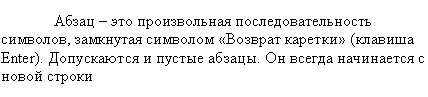 Абзац – это произвольная последовательность
символов, замкнутая символом «Возврат каретки» (клавиша
Enter). Допускаются и пустые абзацы. Он всегда начинается с
новой строки